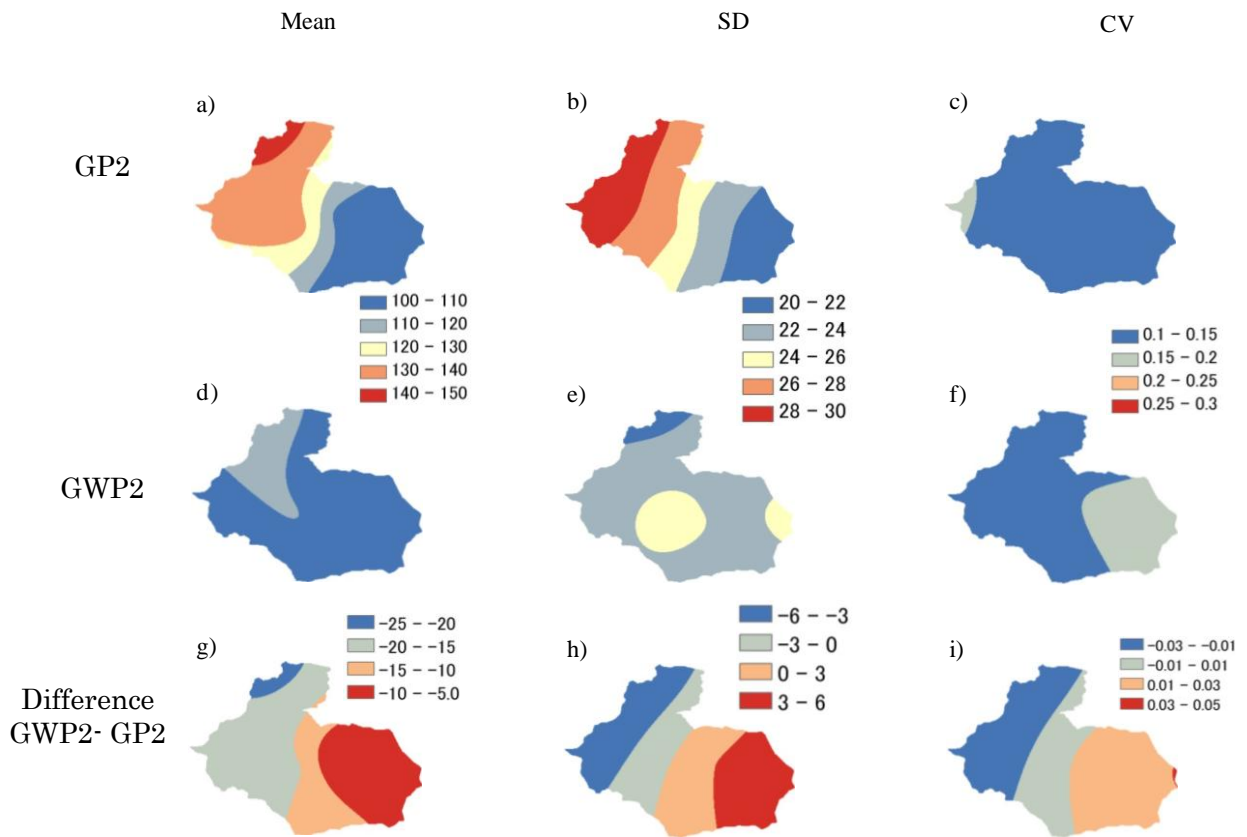 Mean
SD
CV
a)
b)
c)
GP2
100 - 110
110 - 120
120 - 130
130 - 140
140 - 150
20 - 22
22 - 24
24 - 26
26 - 28
28 - 30
0.1 - 0.15
0.15 - 0.2
0.2 - 0.25
0.25 - 0.3
d)
e)
f)
GWP2
-25 - -20
-20 - -15
-15 - -10
-10 - -5.0
-6 - -3
-3 - 0
0 - 3
3 - 6
-0.03 - -0.01
-0.01 - 0.01
0.01 - 0.03
0.03 - 0.05
g)
h)
i)
Difference
GWP2- GP2